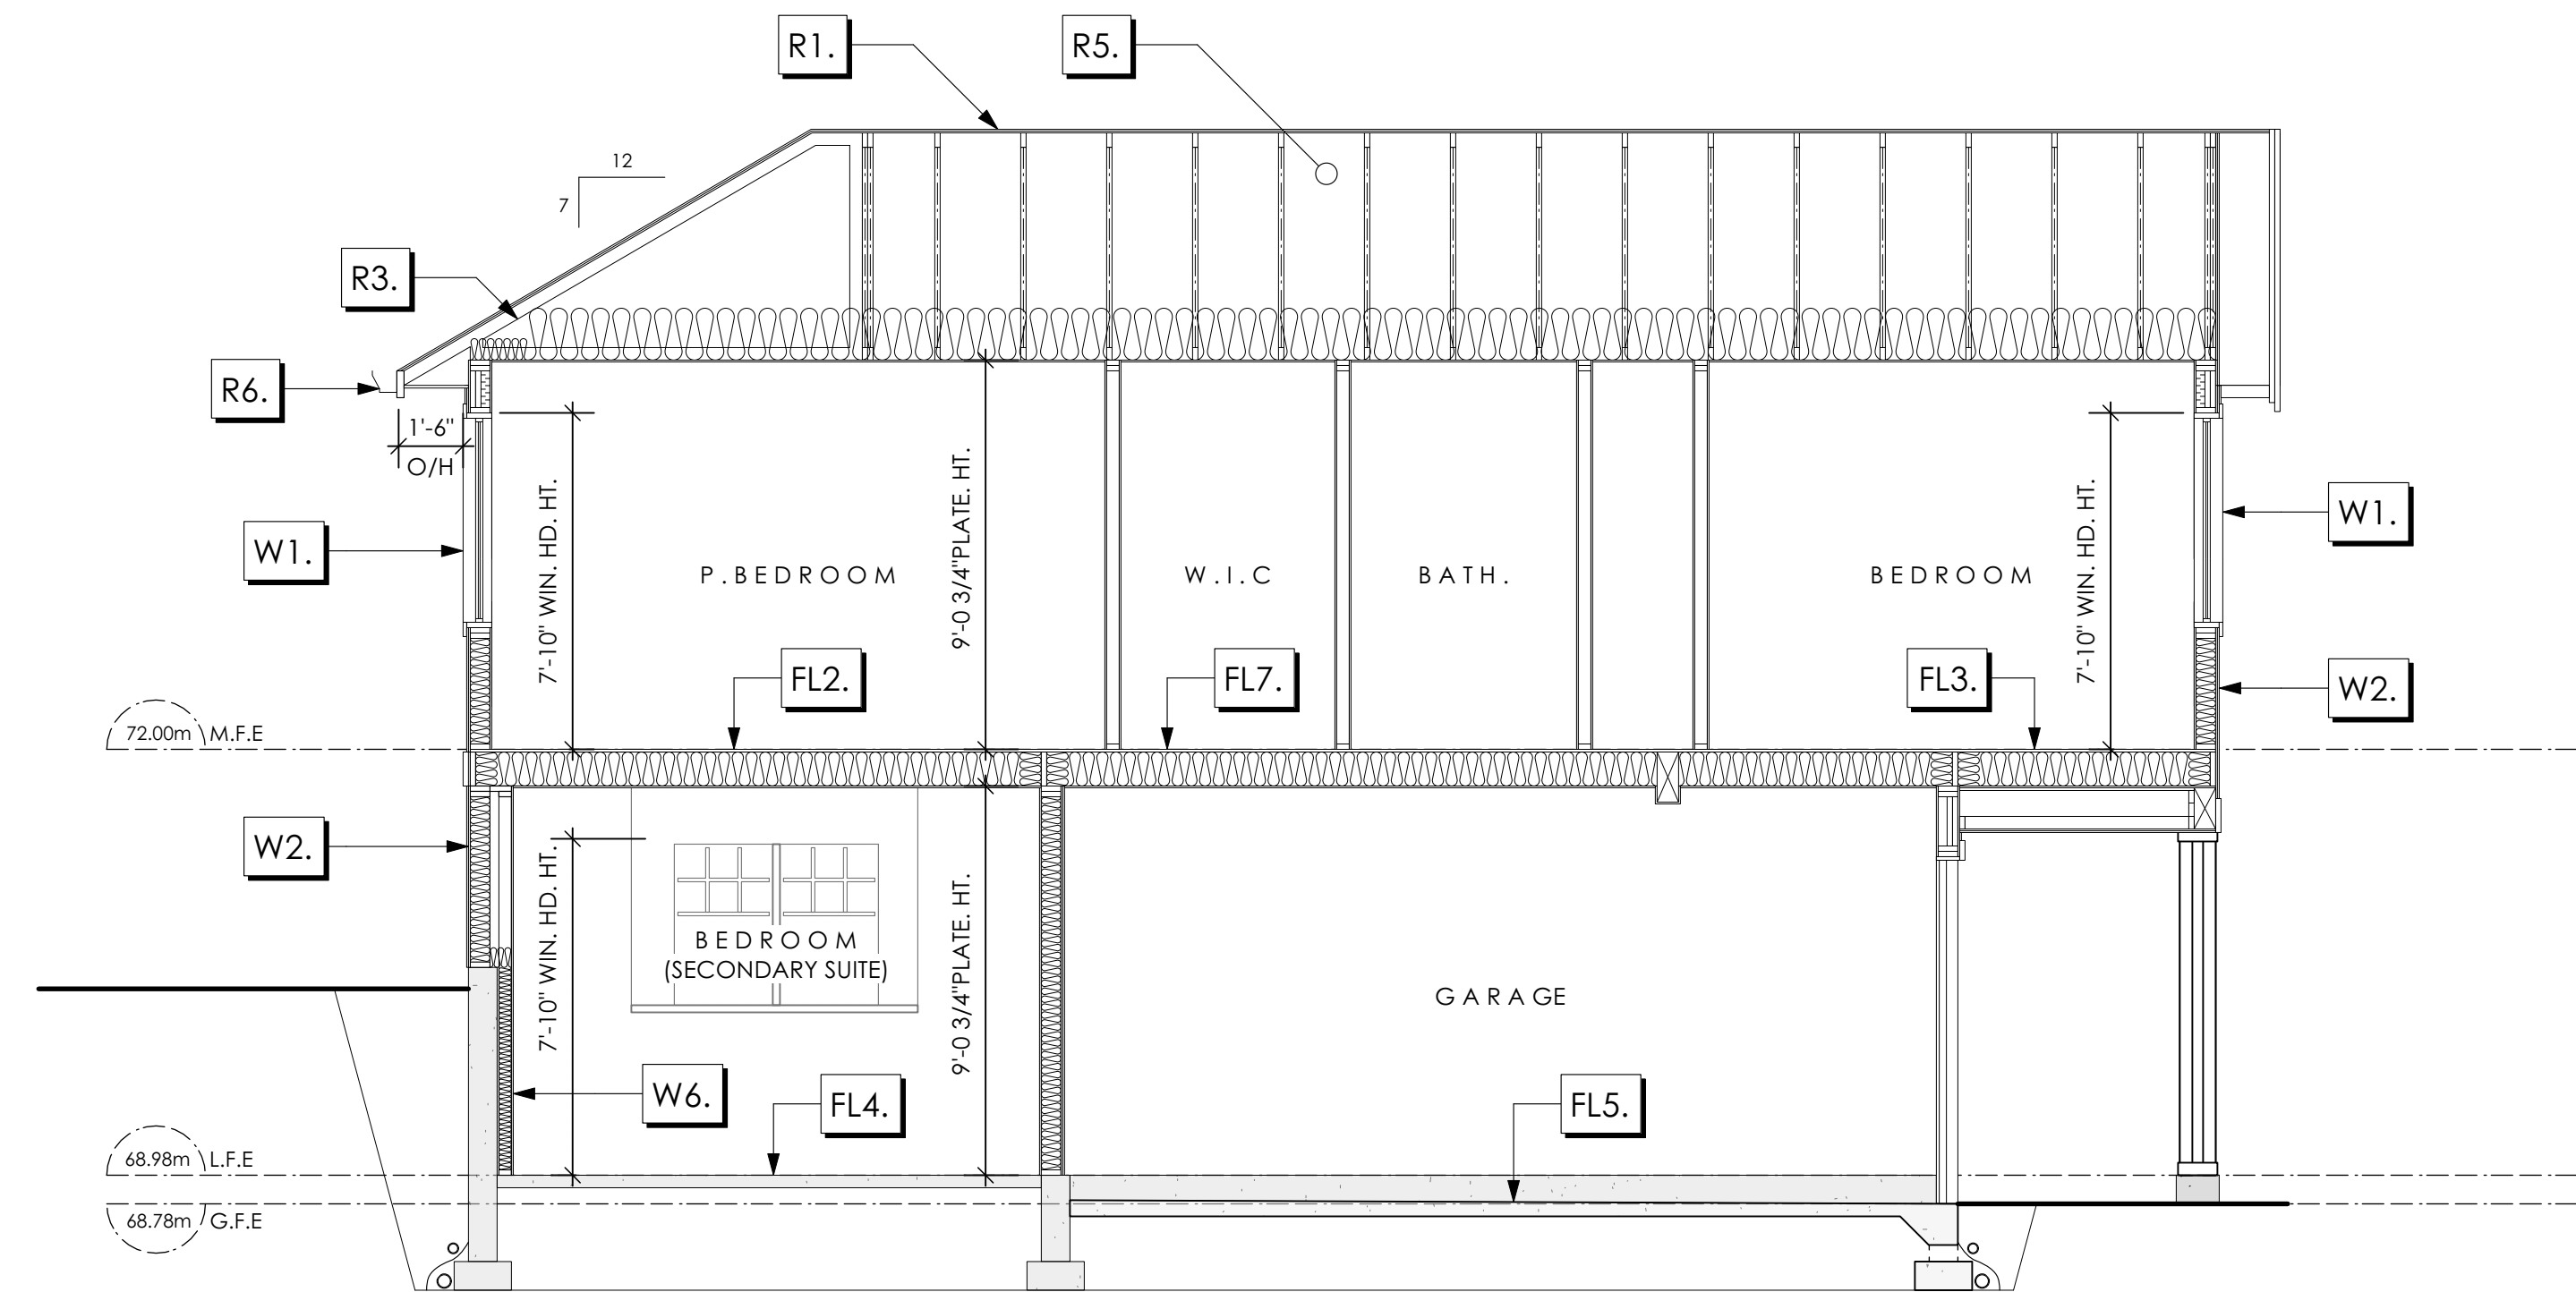 R1.
R5.
12
7
R3.
R6.
1'-6"
O/H
W1.
7'-10" WIN. HD. HT.
P.BEDROOM
9'-0 3/4"PLATE. HT.
W.I.C
BATH.
BEDROOM
7'-10" WIN. HD. HT.
W1.
FL2.
FL7.
FL3.
W2.
72.00m
M.F.E
W2.
7'-10" WIN. HD. HT.
BEDROOM
(SECONDARY SUITE)
9'-0 3/4"PLATE. HT.
GARAGE
W6.
FL4.
FL5.
68.98m
L.F.E
68.78m
G.F.E